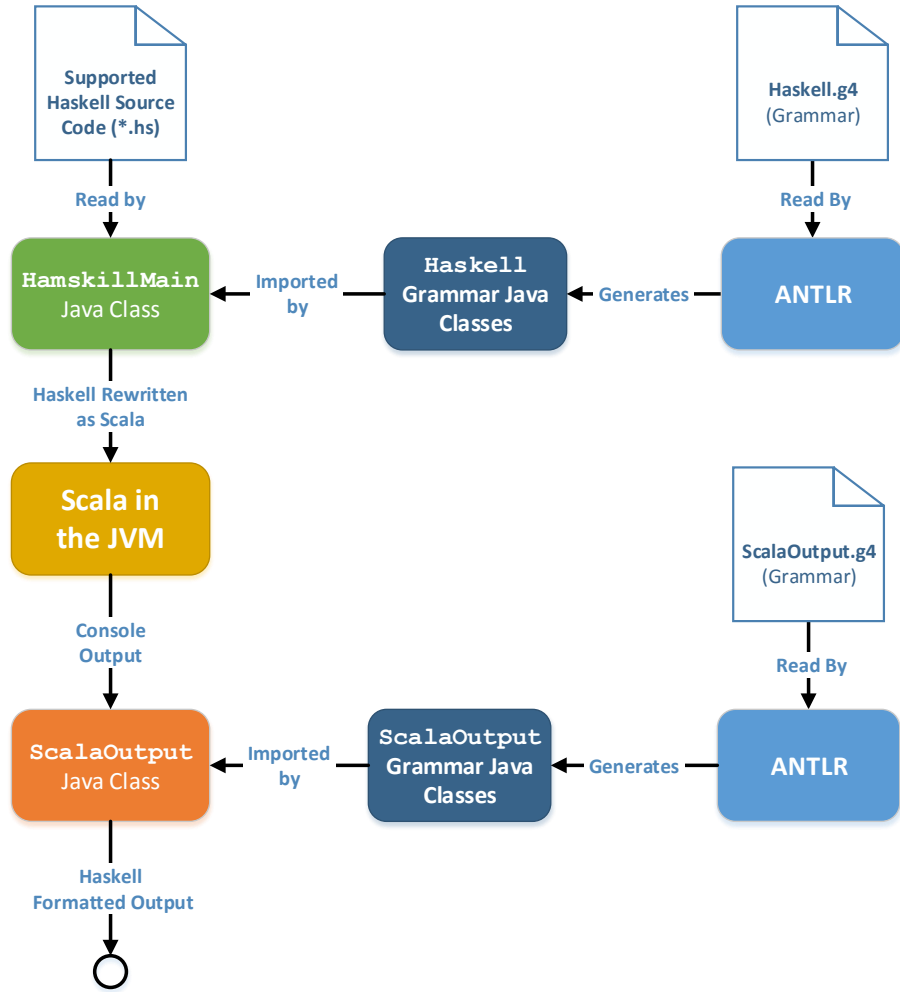 Supported
Haskell Source
Code (*.hs)
Haskell.g4
(Grammar)
Read by
Read By
HamskillMain
Java Class
Imported
by
Haskell
Grammar Java
Classes
Generates
ANTLR
Haskell Rewritten
as Scala
Scala in
the JVM
ScalaOutput.g4
(Grammar)
Console
Output
Read By
ScalaOutput
Java Class
Imported
by
ScalaOutput
Grammar Java
Classes
Generates
ANTLR
Haskell
Formatted Output